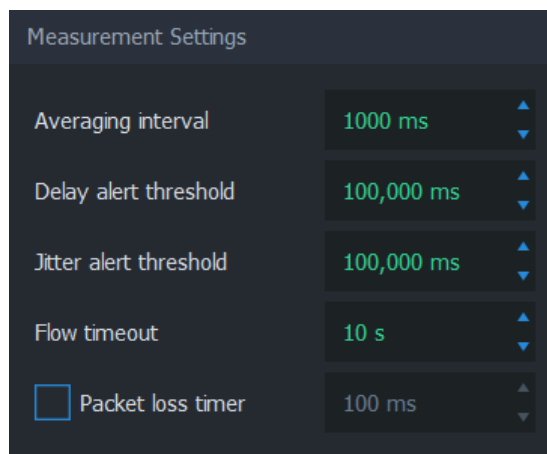 Measurement Settings
Averaging interval 1000 ms
Delay alert threshold 100,000 ms
Jitter alert threshold 100,000 ms
Flow timeout 10 s
Packet loss timer 100 ms